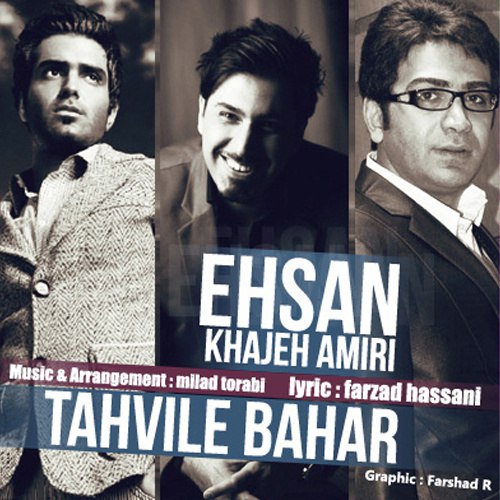 EHSAN
KHAJEH AMIRI
Music & Arrangement : milad torabi lyric : farzad hassani
TAHVILE BAHAR
Graphic : Farshad R